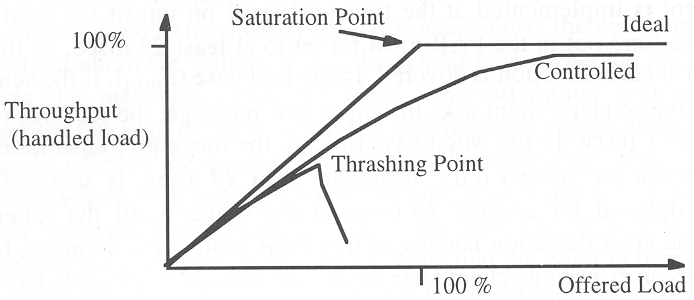 Saturation Point
Ideal
100%
Controlled
Throughput
(handled load)
Thrashing Point
100 %
Offered Load